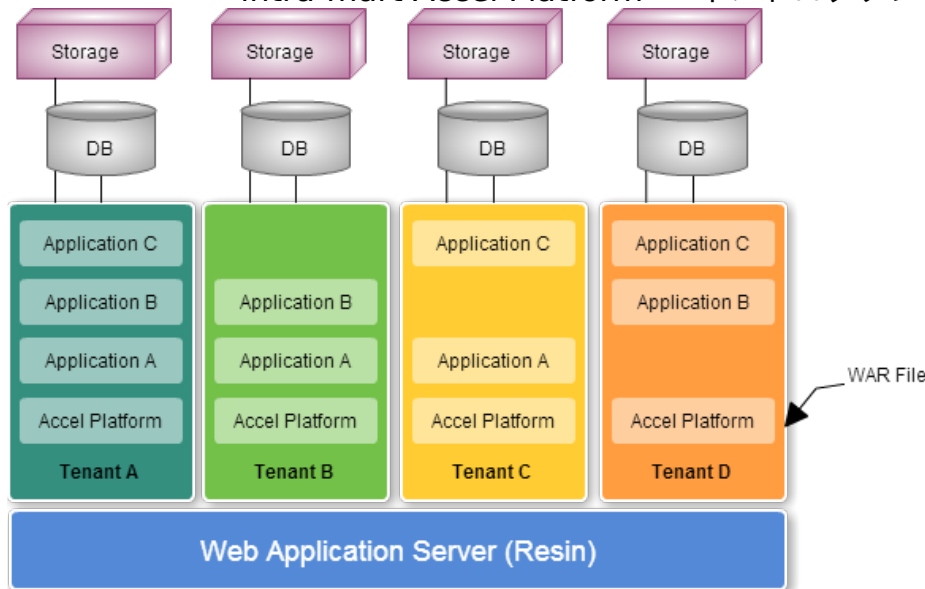 Storage Storage Storage Storage
DB DB DB DB
Application C Application C Application C
Application B Application B Application B
Application A Application A Application A
WAR File
Accel Platform Accel Platform Accel Platform Accel Platform
Tenant A Tenant B Tenant C Tenant D
Web Application Server (Resin)